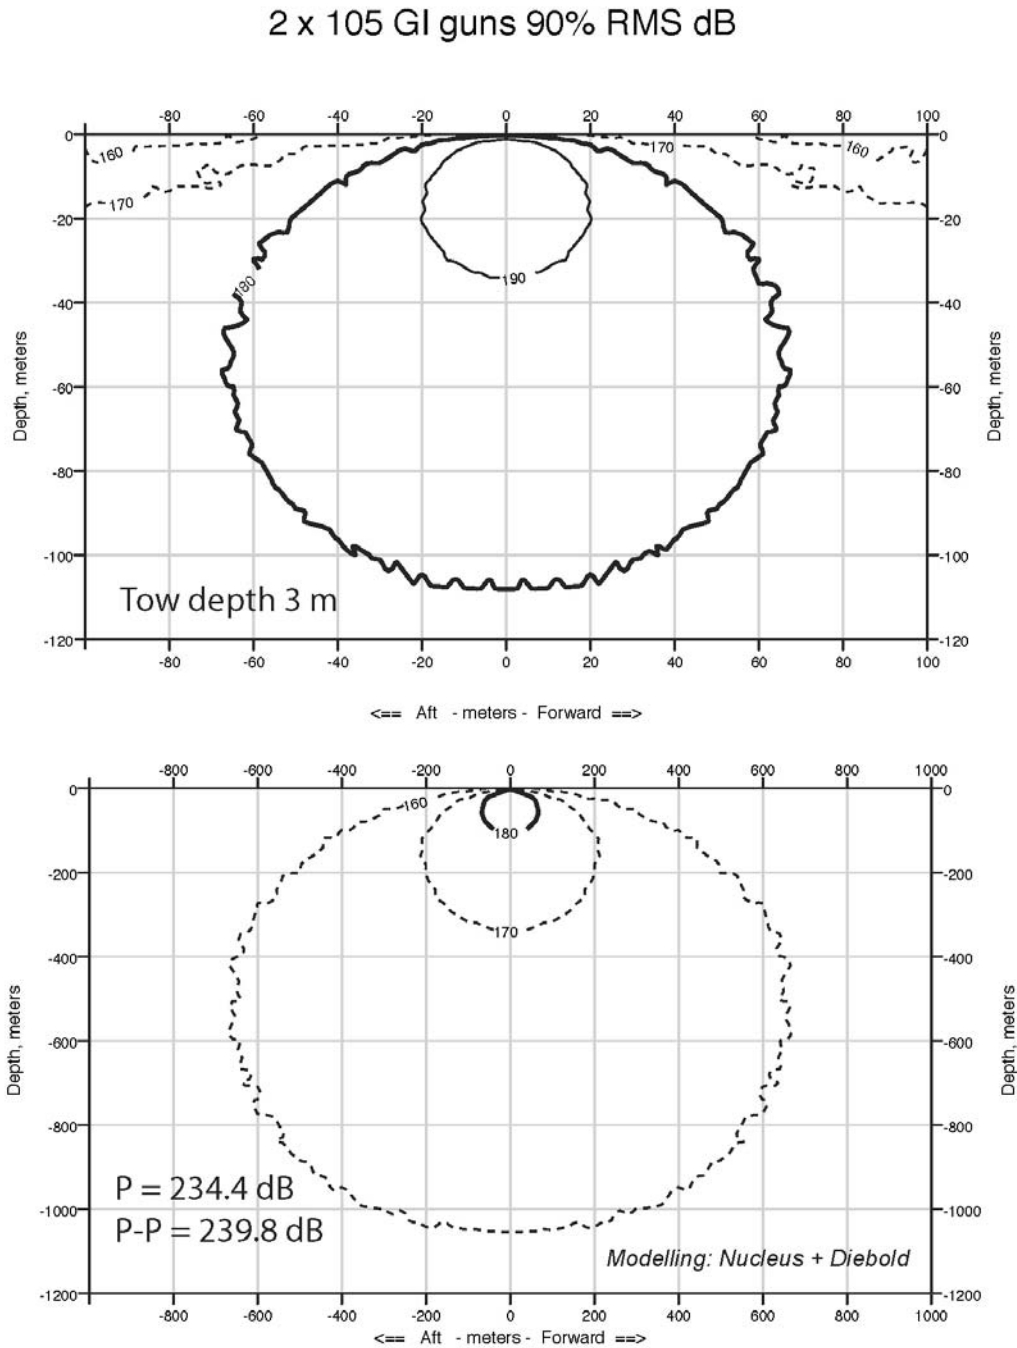 2 x 105 GI guns 90% RMS dB
-80 -60 -40 -20 0 20 40 60 80 100
0 0
160 170 160
170
-20 -20
190
180
-40 -40
Depth, meters
Depth, meters
-60 -60
-80 -80
-100 -100
Tow depth 3 m
-120 -120
-80 -60 -40 -20 0 20 40 60 80 100
<== Aft - meters - Forward ==>
-800 -600 -400 -200 0 200 400 600 800 1000
0 0
160
180
-200 -200
170
-400 -400
Depth, meters
Depth, meters
-600 -600
-800 -800
P = 234.4 dB
-1000 -1000
P-P = 239.8 dB
Modelling: Nucleus + Diebold
-1200 -1200
-800 -600 -400 -200 0 200 400 600 800 1000
<== Aft - meters - Forward ==>